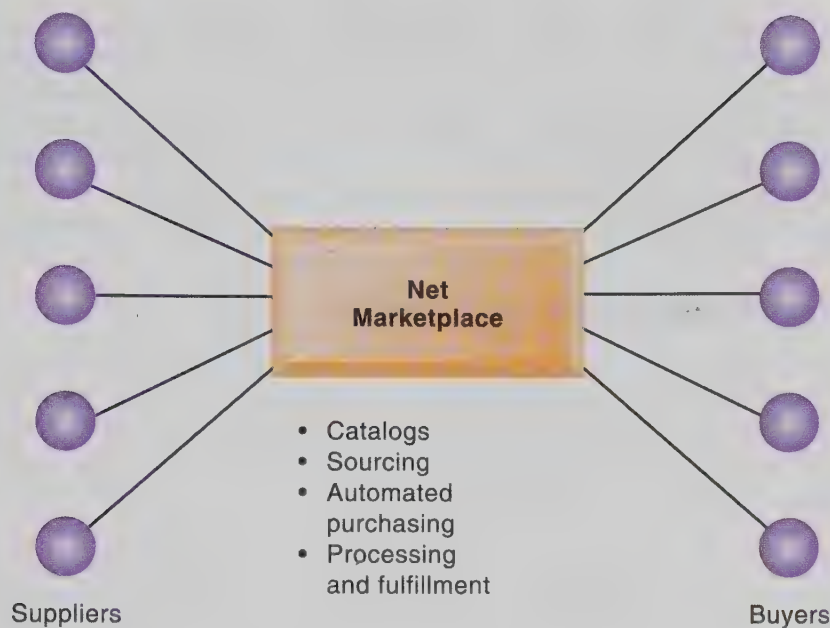 Net
Marketplace
• Catalogs
• Sourcing
• Automated
purchasing
• Processing
and fulfillment
Suppliers
Buyers